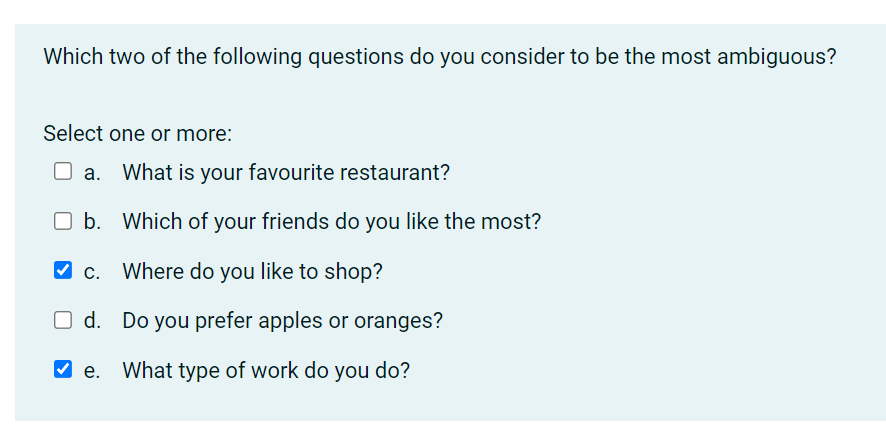 Which two of the following questions do you consider to be the most ambiguous?
Select one or more:
a. What is your favourite restaurant?
b. Which of your friends do you like the most?
c. Where do you like to shop?
d. Do you prefer apples or oranges?
e. What type of work do you do?